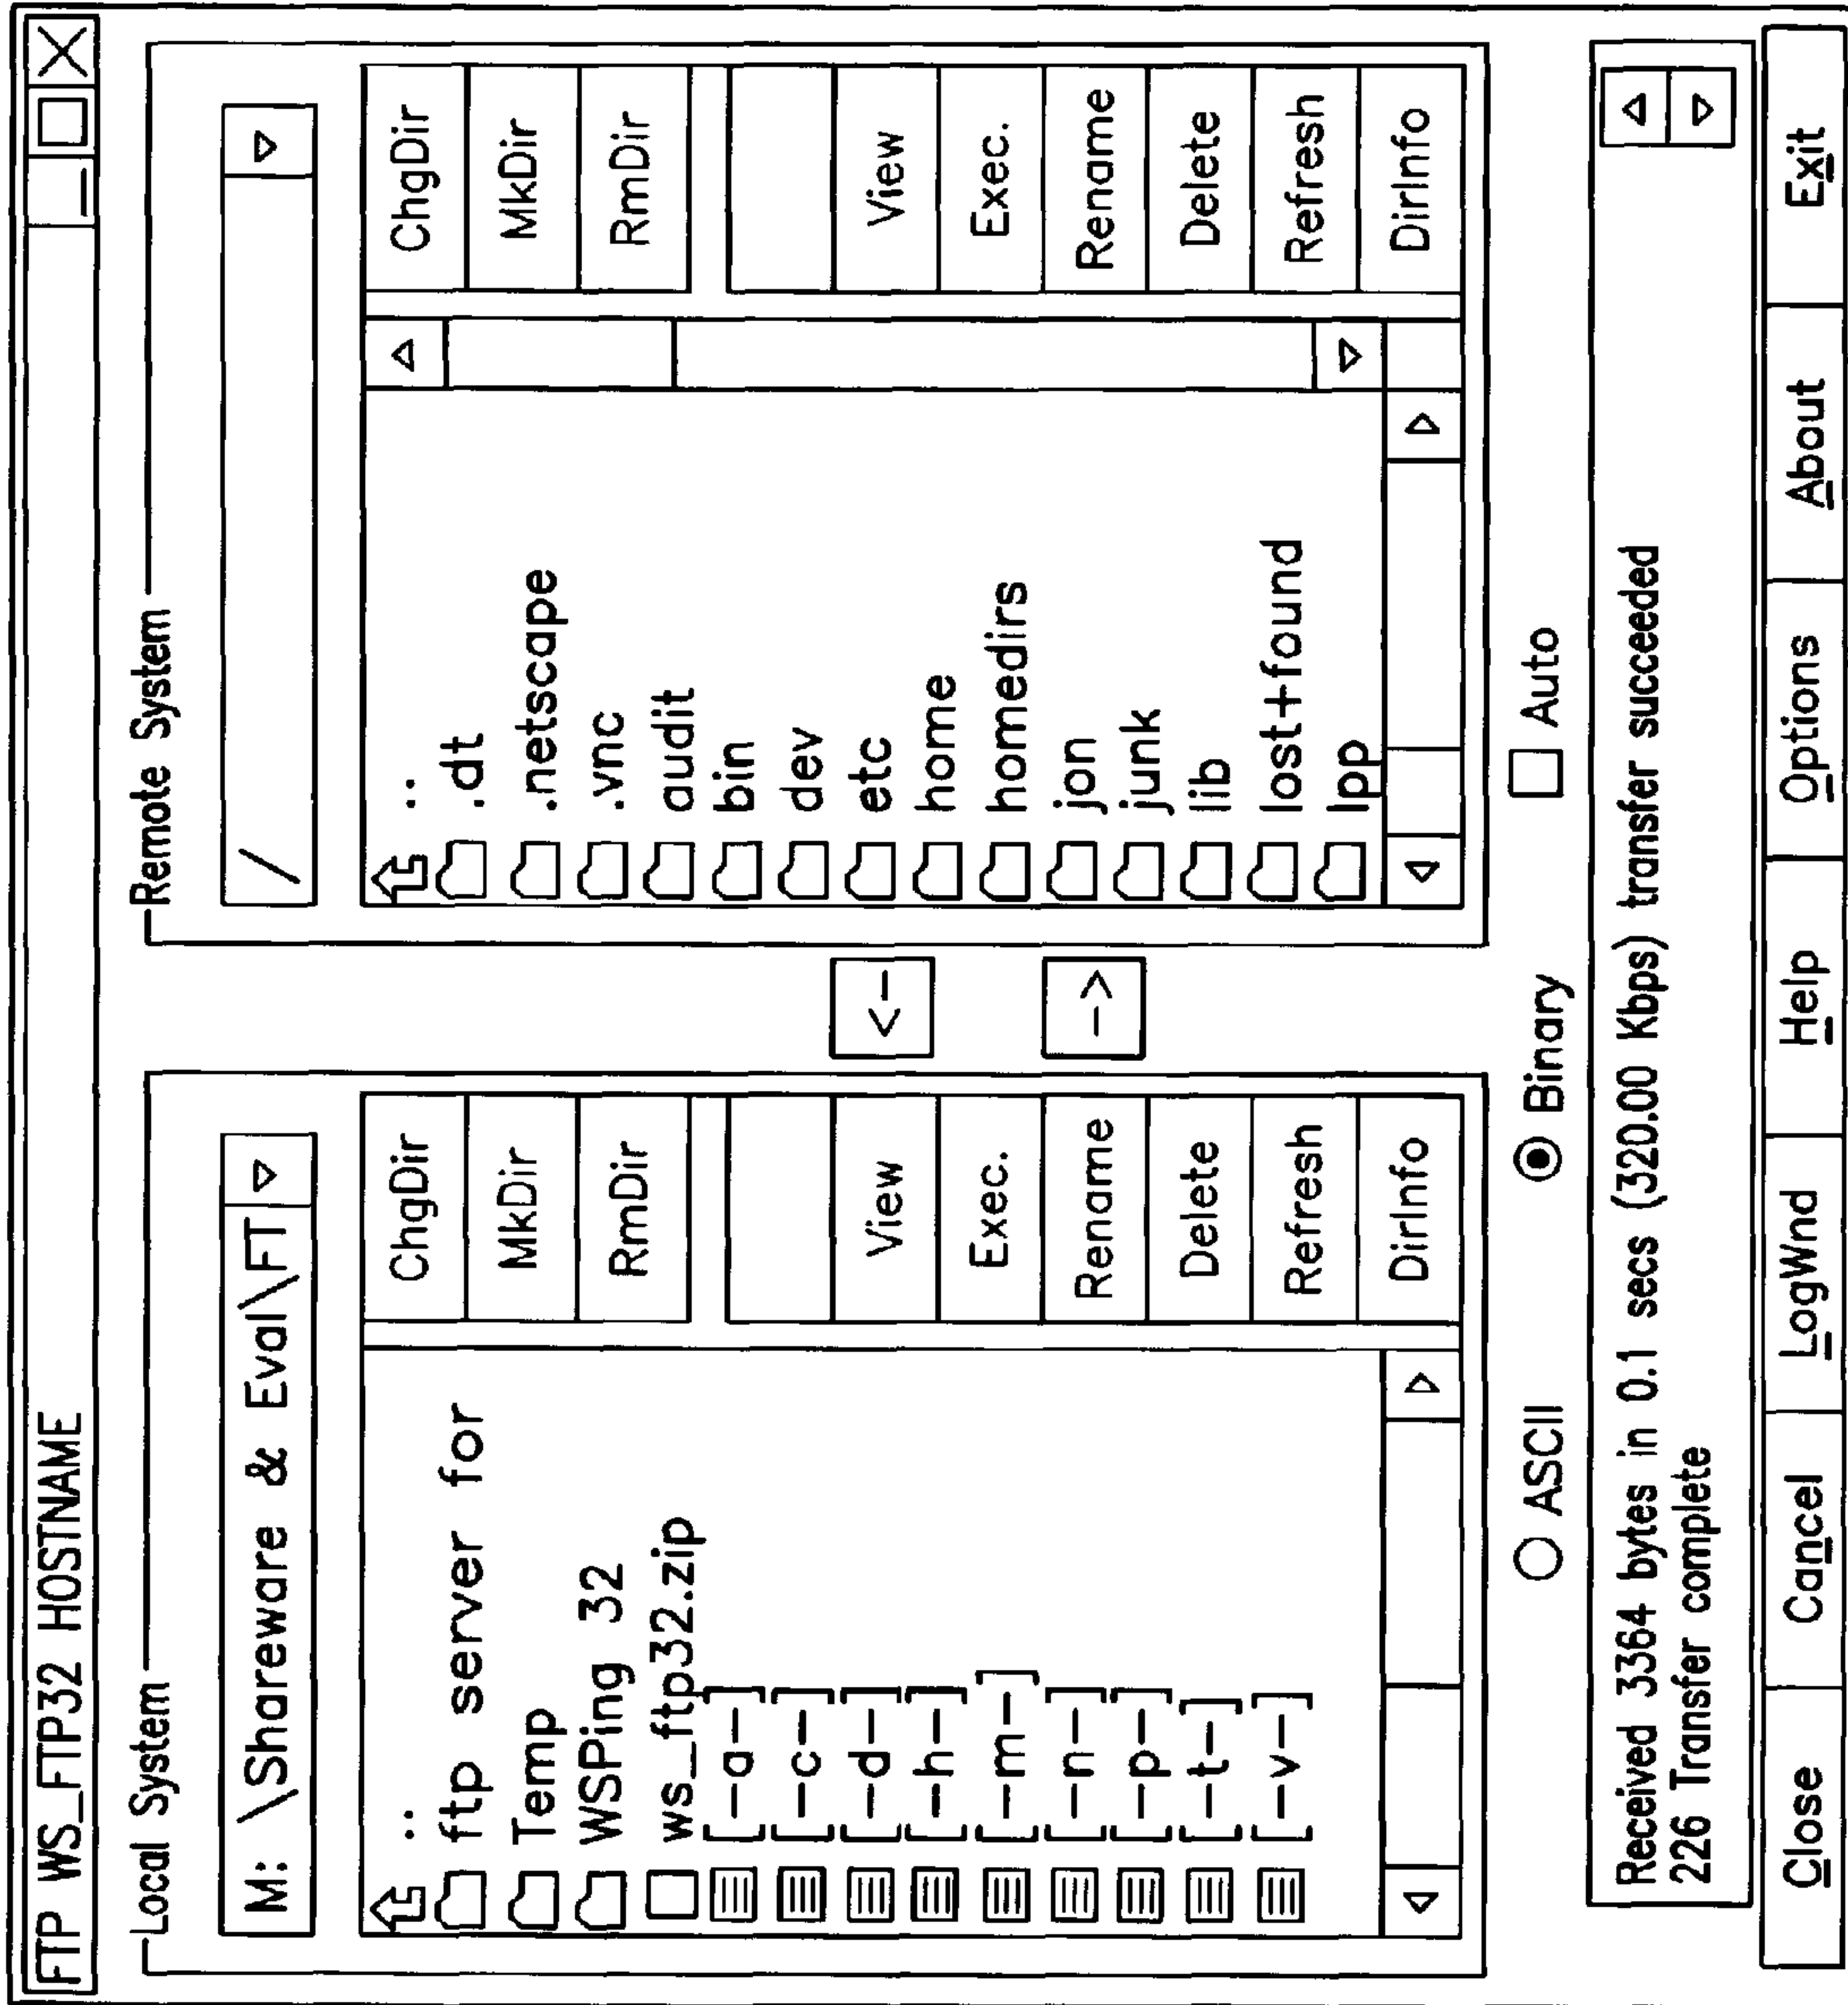 FTP WS_FTP32 HOSTNAME
Local System
M: \Shareware & Eval\FT
..
ftp server for
Temp
WSPing 32
ws_ftp32.zip
[--a--]
[--c--]
[--d--]
[--h--]
[--m--]
[--n--]
[--p--]
[--t--]
[--v--]
ChgDir
MkDir
RmDir
View
Exec.
Rename
Delete
Refresh
DirInfo
<-
->
Remote System
/
..
.dt
.netscape
.vnc
audit
bin
dev
etc
home
homedirs
jon
junk
lib
lost+found
lpp
ChgDir
MkDir
RmDir
View
Exec.
Rename
Delete
Refresh
DirInfo
ASCII Binary Auto
Received 3364 bytes in 0.1 secs (320.00 Kbps) transfer succeeded
226 Transfer complete
Close Cancel LogWnd Help Options About Exit